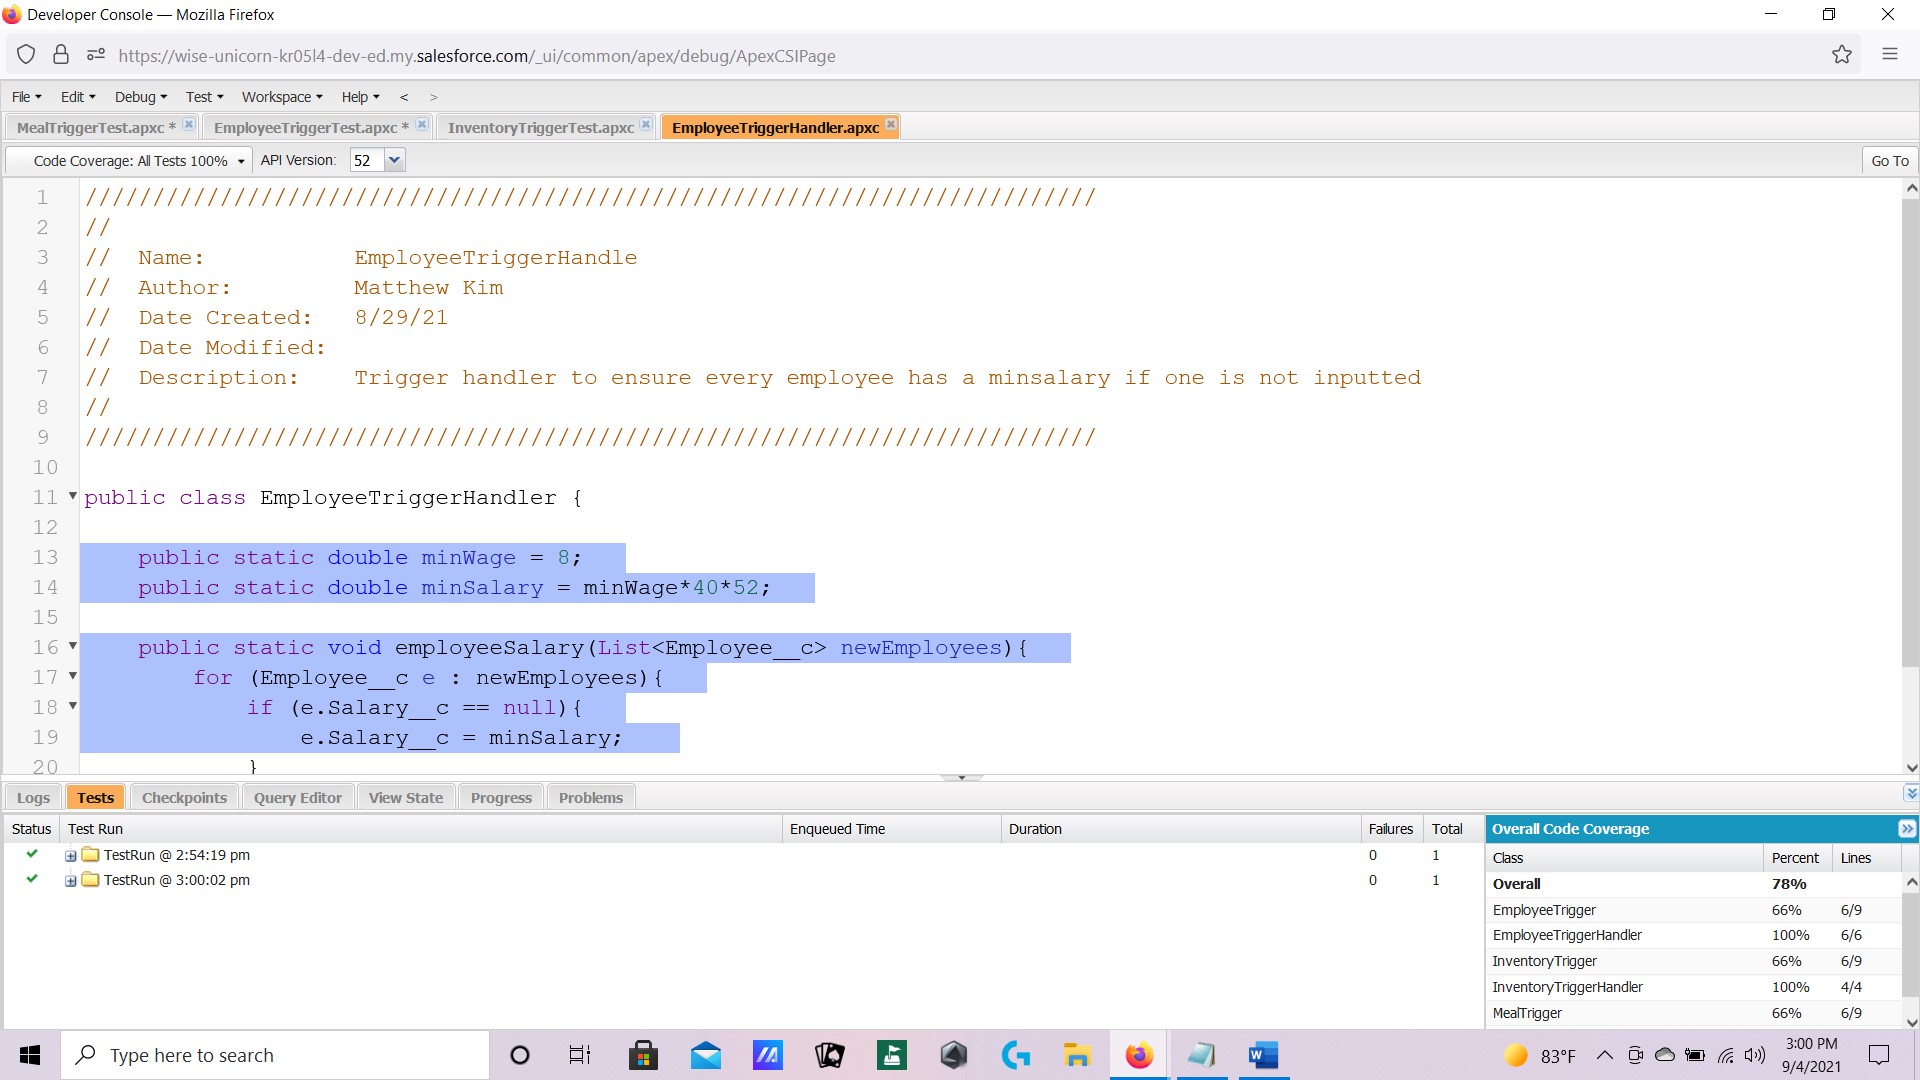 Developer Console — Mozilla Firefox
https://wise-unicorn-kr05l4-dev-ed.my.salesforce.com/_ui/common/apex/debug/ApexCSIPage
File Edit Debug Test Workspace Help < >
MealTriggerTest.apxc * EmployeeTriggerTest.apxc * InventoryTriggerTest.apxc EmployeeTriggerHandler.apxc
Code Coverage: All Tests 100% API Version: 52 Go To
1 ///////////////////////////////////////////////////////////////////////////
2 //
3 // Name: EmployeeTriggerHandle
4 // Author: Matthew Kim
5 // Date Created: 8/29/21
6 // Date Modified:
7 // Description: Trigger handler to ensure every employee has a minsalary if one is not inputted
8 //
9 ///////////////////////////////////////////////////////////////////////////
10
11 public class EmployeeTriggerHandler {
12
13 public static double minWage = 8;
14 public static double minSalary = minWage*40*52;
15
16 public static void employeeSalary(List<Employee__c> newEmployees){
17 for (Employee__c e : newEmployees){
18 if (e.Salary__c == null){
19 e.Salary__c = minSalary;
20 }
Logs Tests Checkpoints Query Editor View State Progress Problems
Status Test Run Enqueued Time Duration Failures Total
TestRun @ 2:54:19 pm 0 1
TestRun @ 3:00:02 pm 0 1
Overall Code Coverage
Class Percent Lines
Overall 78%
EmployeeTrigger 66% 6/9
EmployeeTriggerHandler 100% 6/6
InventoryTrigger 66% 6/9
InventoryTriggerHandler 100% 4/4
MealTrigger 66% 6/9
Type here to search
83°F
3:00 PM
9/4/2021